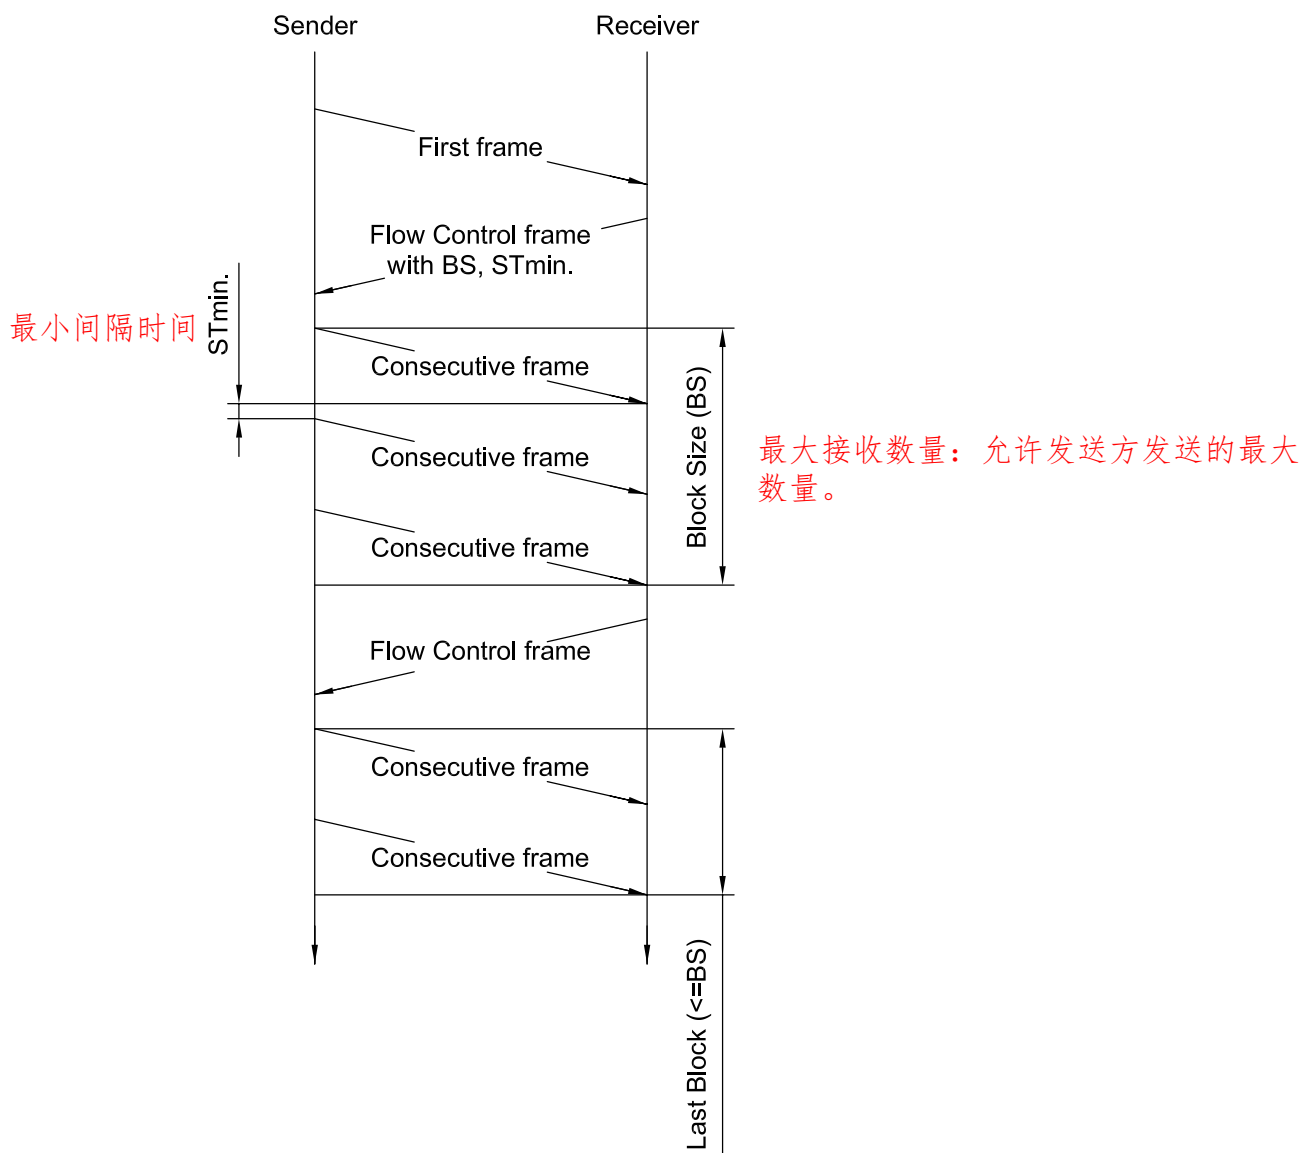 Sender
Receiver
First frame
Flow Control frame
with BS, STmin.
STmin.
最小间隔时间
Consecutive frame
Block Size (BS)
最大接收数量：允许发送方发送的最大
数量。
Consecutive frame
Consecutive frame
Flow Control frame
Consecutive frame
Consecutive frame
Last Block (<=BS)